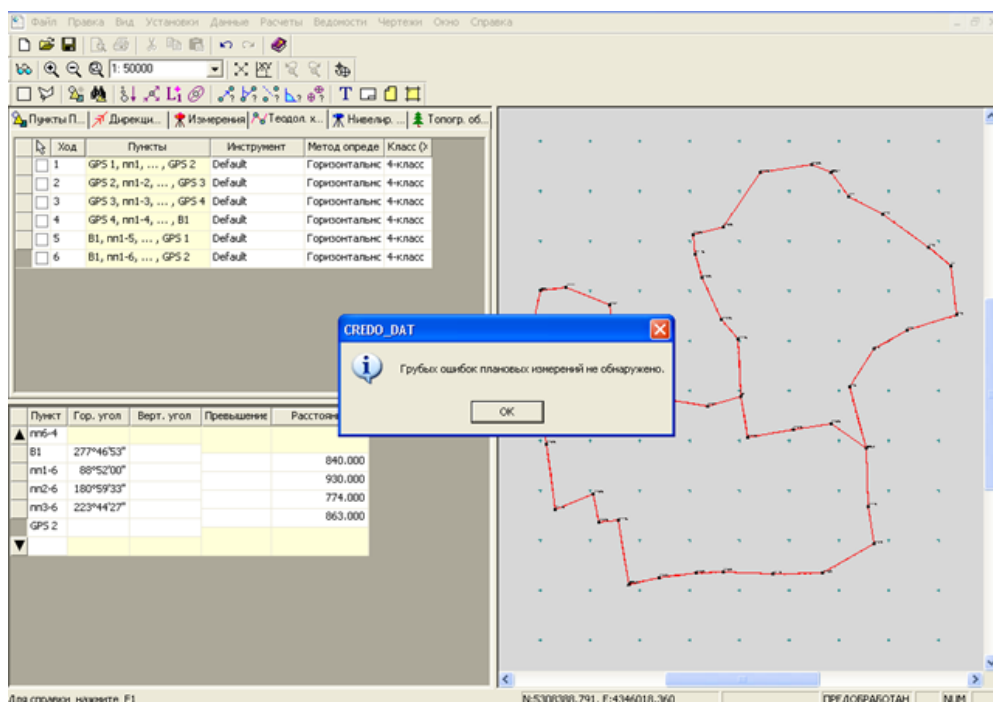 Файл Правка Вид Установки Данные Расчеты Ведомости Чертежи Окно Справка
1: 50000
Пункты П... Дирекци... Измерения Теодол. х... Нивелир. ... Топогр. об...
Ход Пункты Инструмент Метод опреде Класс (Х
1 GPS 1, пп1, ... , GPS 2 Default Горизонтальнс 4-класс
2 GPS 2, пп1-2, ... , GPS 3 Default Горизонтальнс 4-класс
3 GPS 3, пп1-3, ... , GPS 4 Default Горизонтальнс 4-класс
4 GPS 4, пп1-4, ... , В1 Default Горизонтальнс 4-класс
5 В1, пп1-5, ... , GPS 1 Default Горизонтальнс 4-класс
6 В1, пп1-6, ... , GPS 2 Default Горизонтальнс 4-класс
CREDO_DAT
Грубых ошибок плановых измерений не обнаружено.
ОК
Пункт Гор. угол Верт. угол Превышение Расстоян
пп6-4
В1 277°46'53"
840.000
пп1-6 88°52'00"
930.000
пп2-6 180°59'33"
774.000
пп3-6 223°44'27"
863.000
GPS 2
Для справки, нажмите F1
N:5308388.791, E:4346018.360 ПРЕДОБРАБОТАН NUM